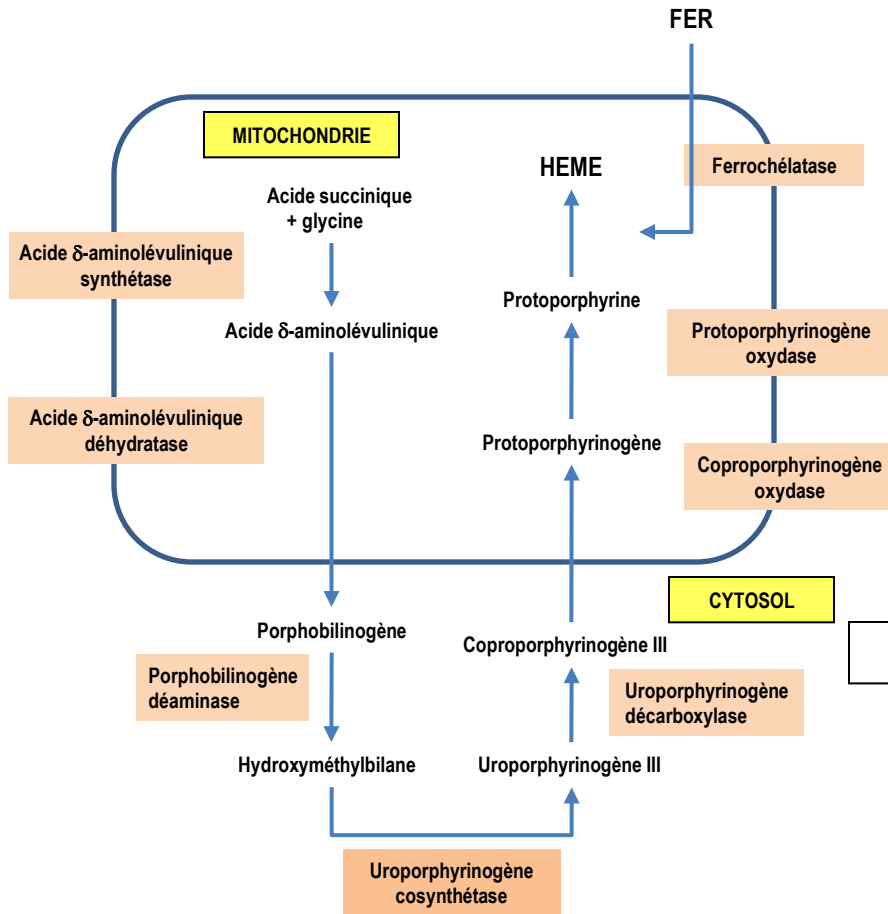 FER
MITOCHONDRIE
HEME
Ferrochélatase
Acide succinique
+ glycine
Acide δ-aminolévulinique
synthétase
Protoporphyrine
Acide δ-aminolévulinique
Protoporphyrinogène
oxydase
Acide δ-aminolévulinique
déhydratase
Protoporphyrinogène
Coproporphyrinogène
oxydase
CYTOSOL
Porphobilinogène
Coproporphyrinogène III
Porphobilinogène
déaminase
Uroporphyrinogène
décarboxylase
Hydroxyméthylbilane
Uroporphyrinogène III
Uroporphyrinogène
cosynthétase